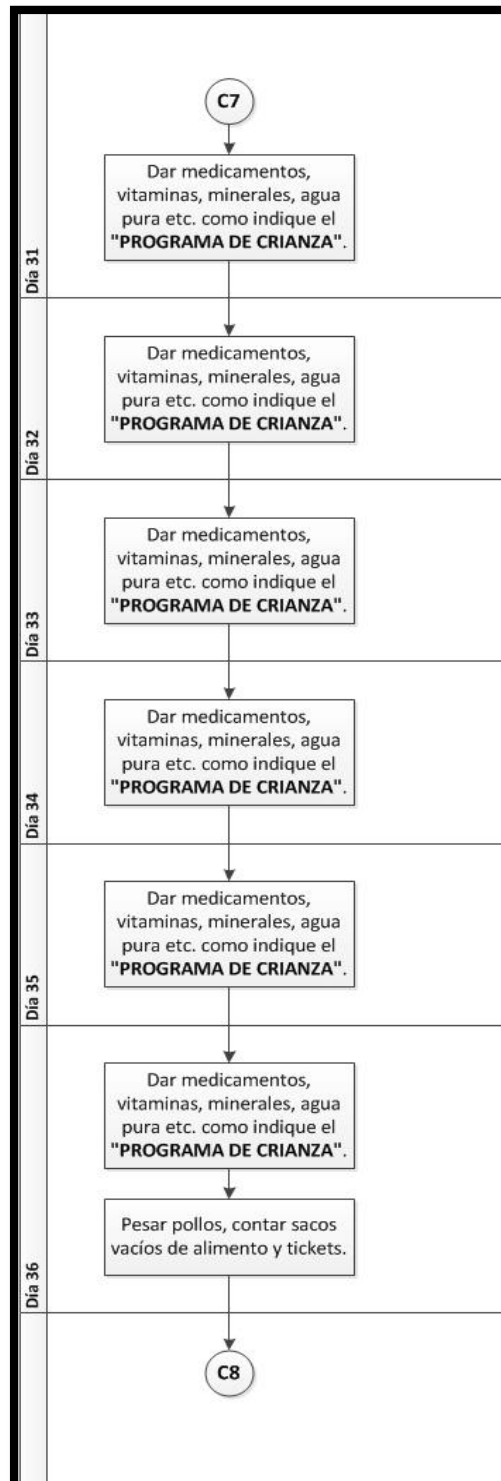 C7
Dar medicamentos,
vitaminas, minerales, agua
pura etc. como indique el
"PROGRAMA DE CRIANZA".
Día 31
Dar medicamentos,
vitaminas, minerales, agua
pura etc. como indique el
"PROGRAMA DE CRIANZA".
Día 32
Dar medicamentos,
vitaminas, minerales, agua
pura etc. como indique el
"PROGRAMA DE CRIANZA".
Día 33
Dar medicamentos,
vitaminas, minerales, agua
pura etc. como indique el
"PROGRAMA DE CRIANZA".
Día 34
Dar medicamentos,
vitaminas, minerales, agua
pura etc. como indique el
"PROGRAMA DE CRIANZA".
Día 35
Dar medicamentos,
vitaminas, minerales, agua
pura etc. como indique el
"PROGRAMA DE CRIANZA".
Pesar pollos, contar sacos
vacíos de alimento y tickets.
Día 36
C8